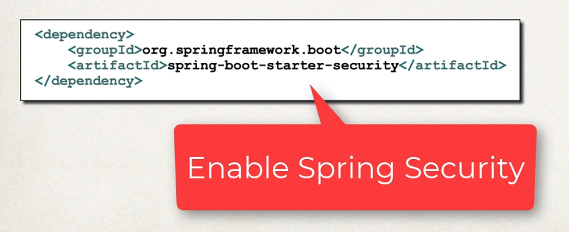 <dependency>
    <groupId>org.springframework.boot</groupId>
    <artifactId>spring-boot-starter-security</artifactId>
</dependency>
Enable Spring Security